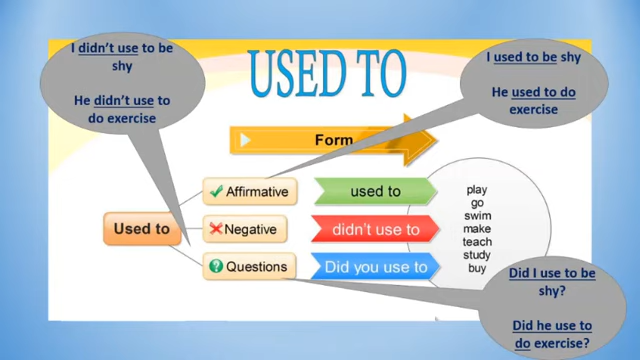 I didn't use to be
shy
He didn't use to
do exercise
USED TO
I used to be shy
He used to do
exercise
Form
Used to
Affirmative
used to
Negative
didn't use to
Questions
Did you use to
play
go
swim
make
teach
study
buy
Did I use to be
shy?
Did he use to
do exercise?